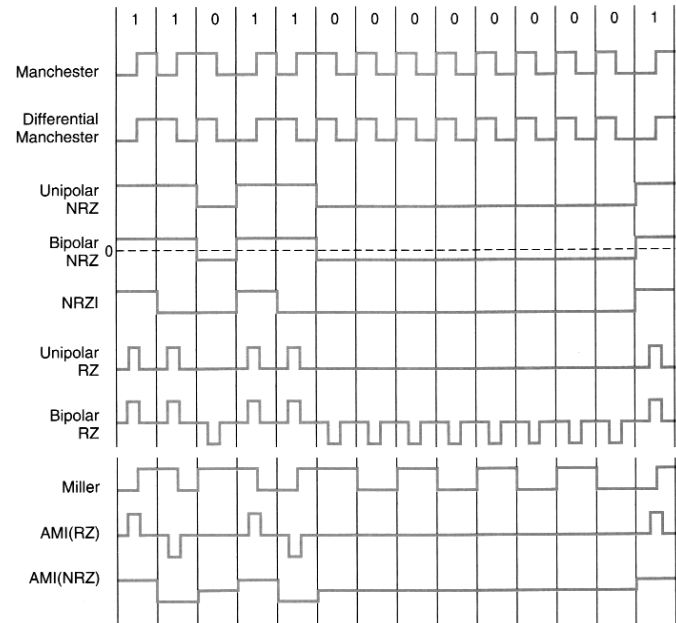 1 1 0 1 1 0 0 0 0 0 0 0 0 1
Manchester
Differential
Manchester
Unipolar
NRZ
Bipolar
0
NRZ
NRZI
Unipolar
RZ
Bipolar
RZ
Miller
AMI(RZ)
AMI(NRZ)